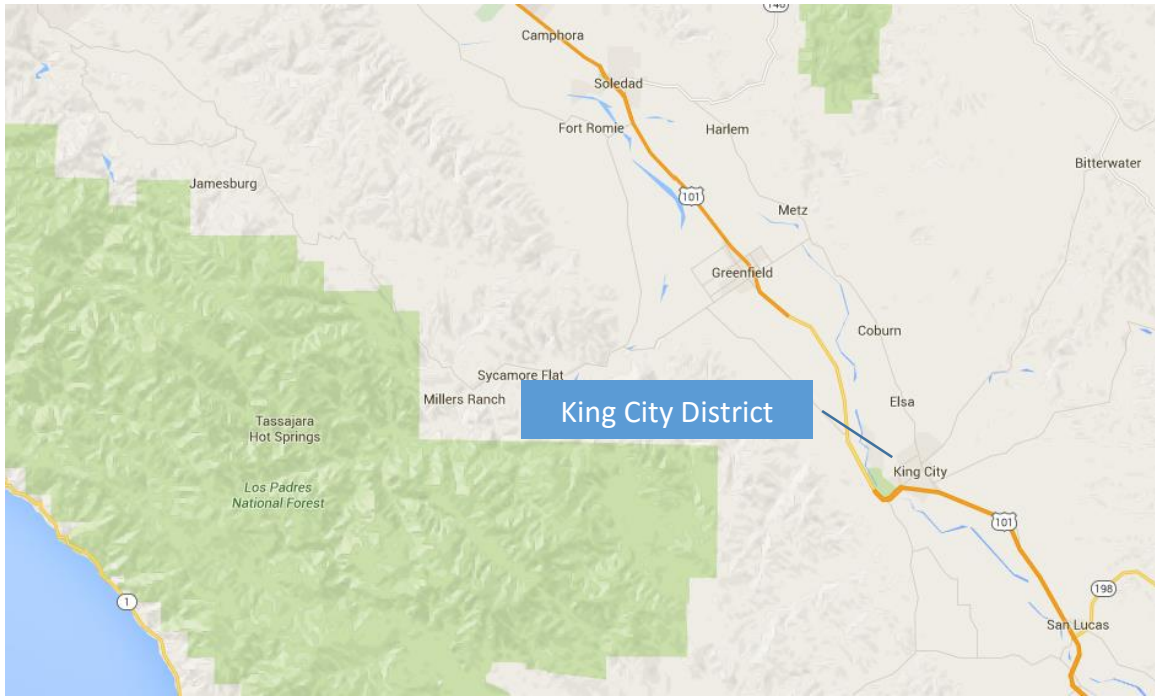 146
Camphora
Soledad
Fort Romie
Harlem
Bitterwater
Jamesburg
101
Metz
Greenfield
Coburn
Sycamore Flat
Millers Ranch
King City District
Elsa
Tassajara
Hot Springs
King City
Los Padres
National Forest
101
198
1
San Lucas